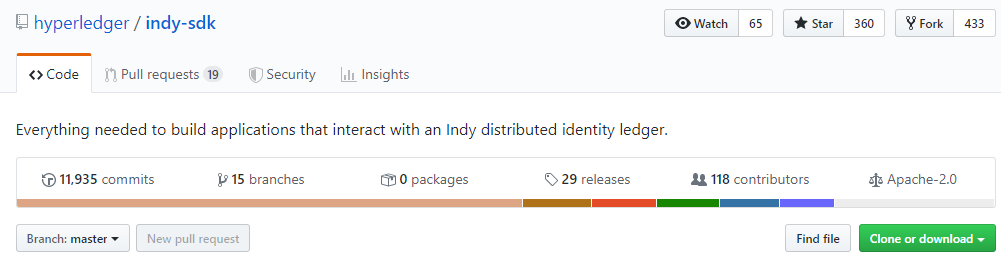 hyperledger / indy-sdk
Watch 65 Star 360 Fork 433
Code Pull requests 19 Security Insights
Everything needed to build applications that interact with an Indy distributed identity ledger.
11,935 commits 15 branches 0 packages 29 releases 118 contributors Apache-2.0
Branch: master New pull request Find file Clone or download